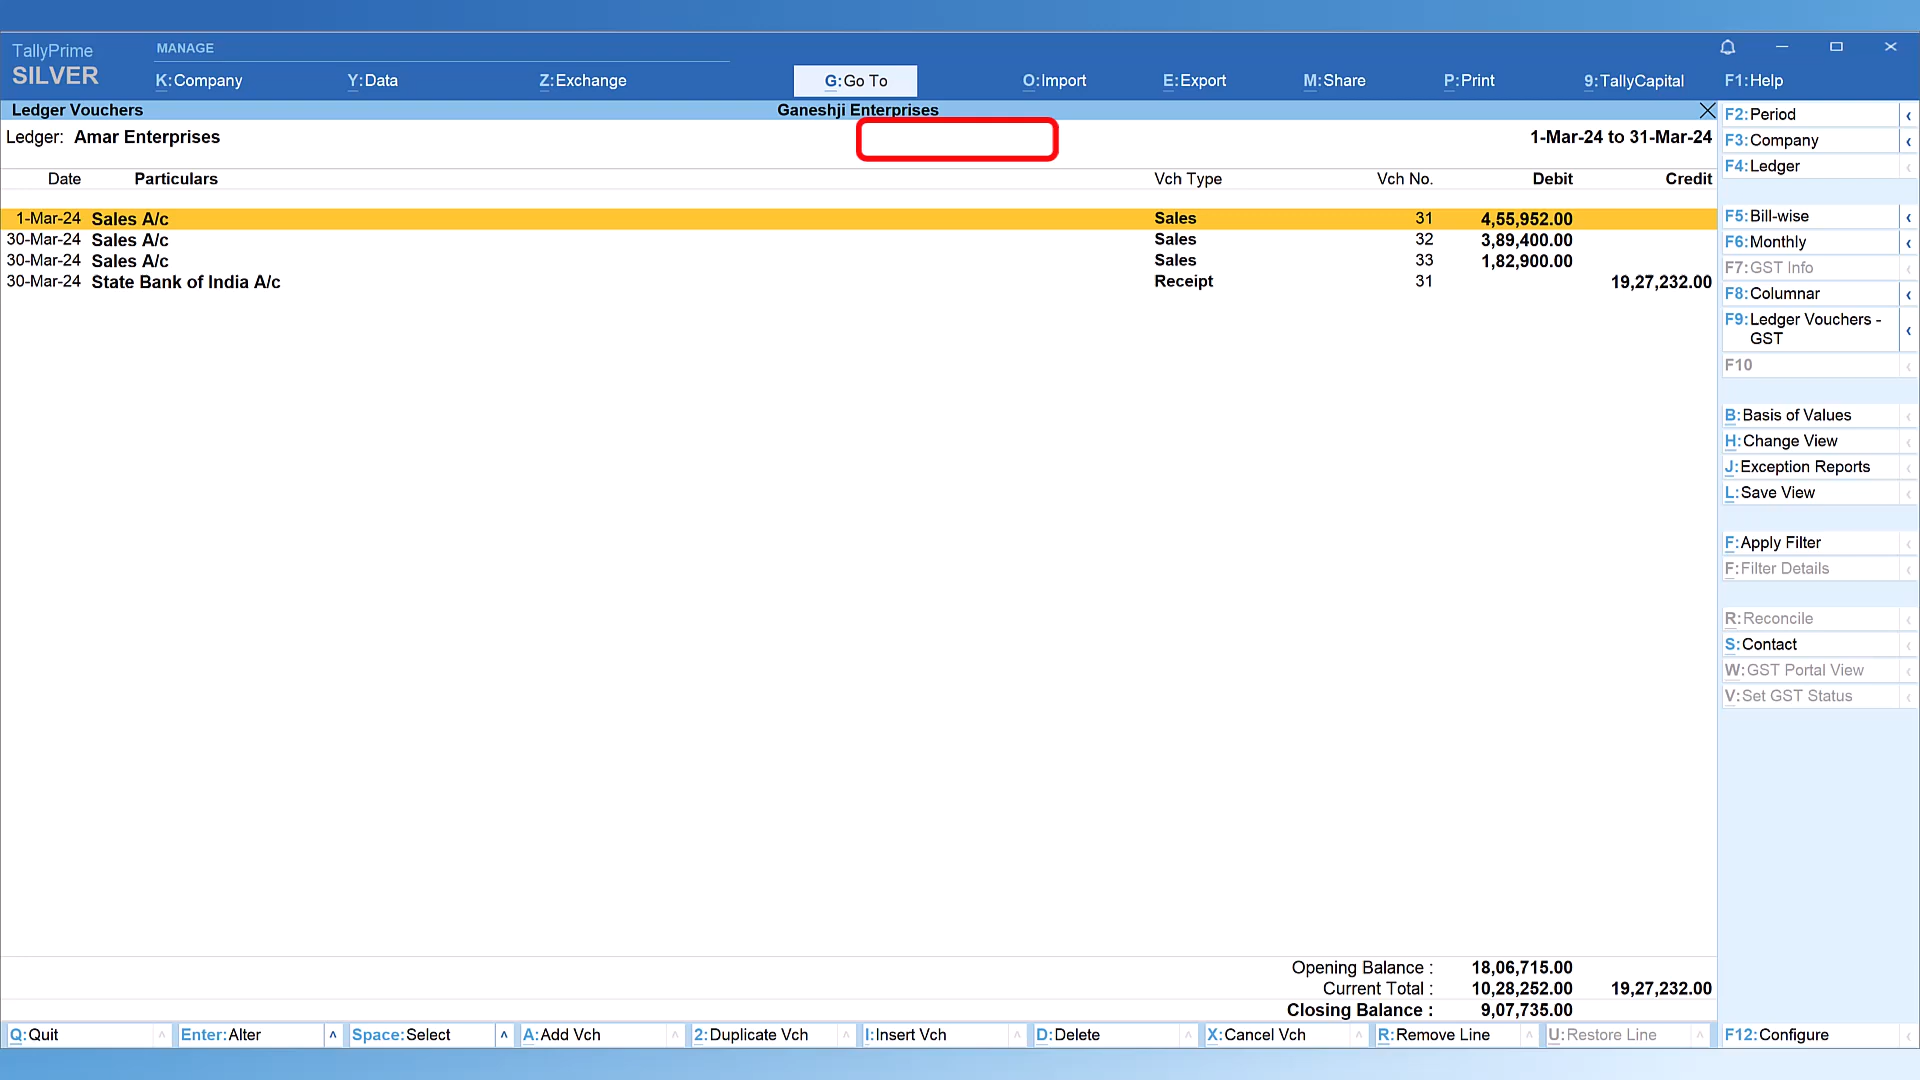 TallyPrime
SILVER
MANAGE
K:Company Y:Data Z:Exchange G:Go To O:Import E:Export M:Share P:Print 9:TallyCapital F1:Help
Ledger Vouchers Ganeshji Enterprises
Ledger: Amar Enterprises 1-Mar-24 to 31-Mar-24
Date Particulars Vch Type Vch No. Debit Credit
1-Mar-24 Sales A/c Sales 31 4,55,952.00
30-Mar-24 Sales A/c Sales 32 3,89,400.00
30-Mar-24 Sales A/c Sales 33 1,82,900.00
30-Mar-24 State Bank of India A/c Receipt 31 19,27,232.00
Opening Balance : 18,06,715.00
Current Total : 10,28,252.00 19,27,232.00
Closing Balance : 9,07,735.00
F2:Period
F3:Company
F4:Ledger
F5:Bill-wise
F6:Monthly
F7:GST Info
F8:Columnar
F9:Ledger Vouchers -
GST
F10
B:Basis of Values
H:Change View
J:Exception Reports
L:Save View
F:Apply Filter
F:Filter Details
R:Reconcile
S:Contact
W:GST Portal View
V:Set GST Status
Q:Quit Enter:Alter Space:Select A:Add Vch 2:Duplicate Vch I:Insert Vch D:Delete X:Cancel Vch R:Remove Line U:Restore Line F12:Configure